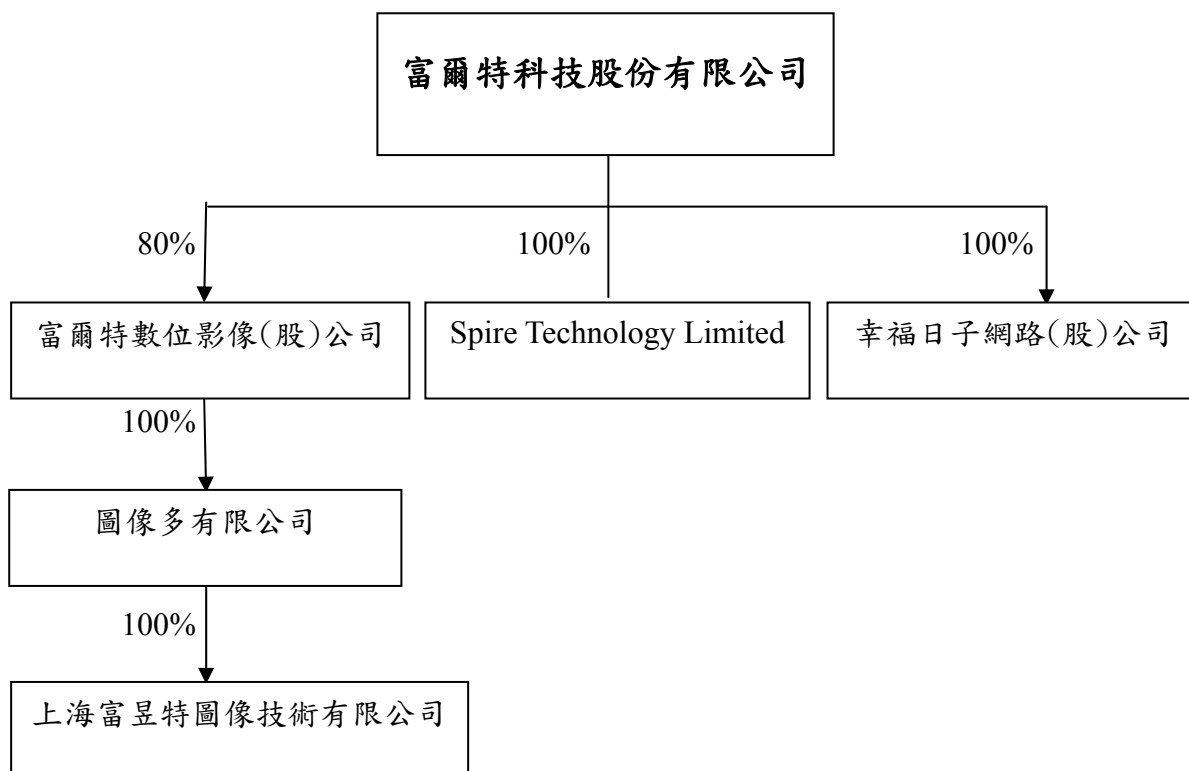 富爾特科技股份有限公司
80%
100%
100%
富爾特數位影像(股)公司
Spire Technology Limited
幸福日子網路(股)公司
100%
圖像多有限公司
100%
上海富昱特圖像技術有限公司